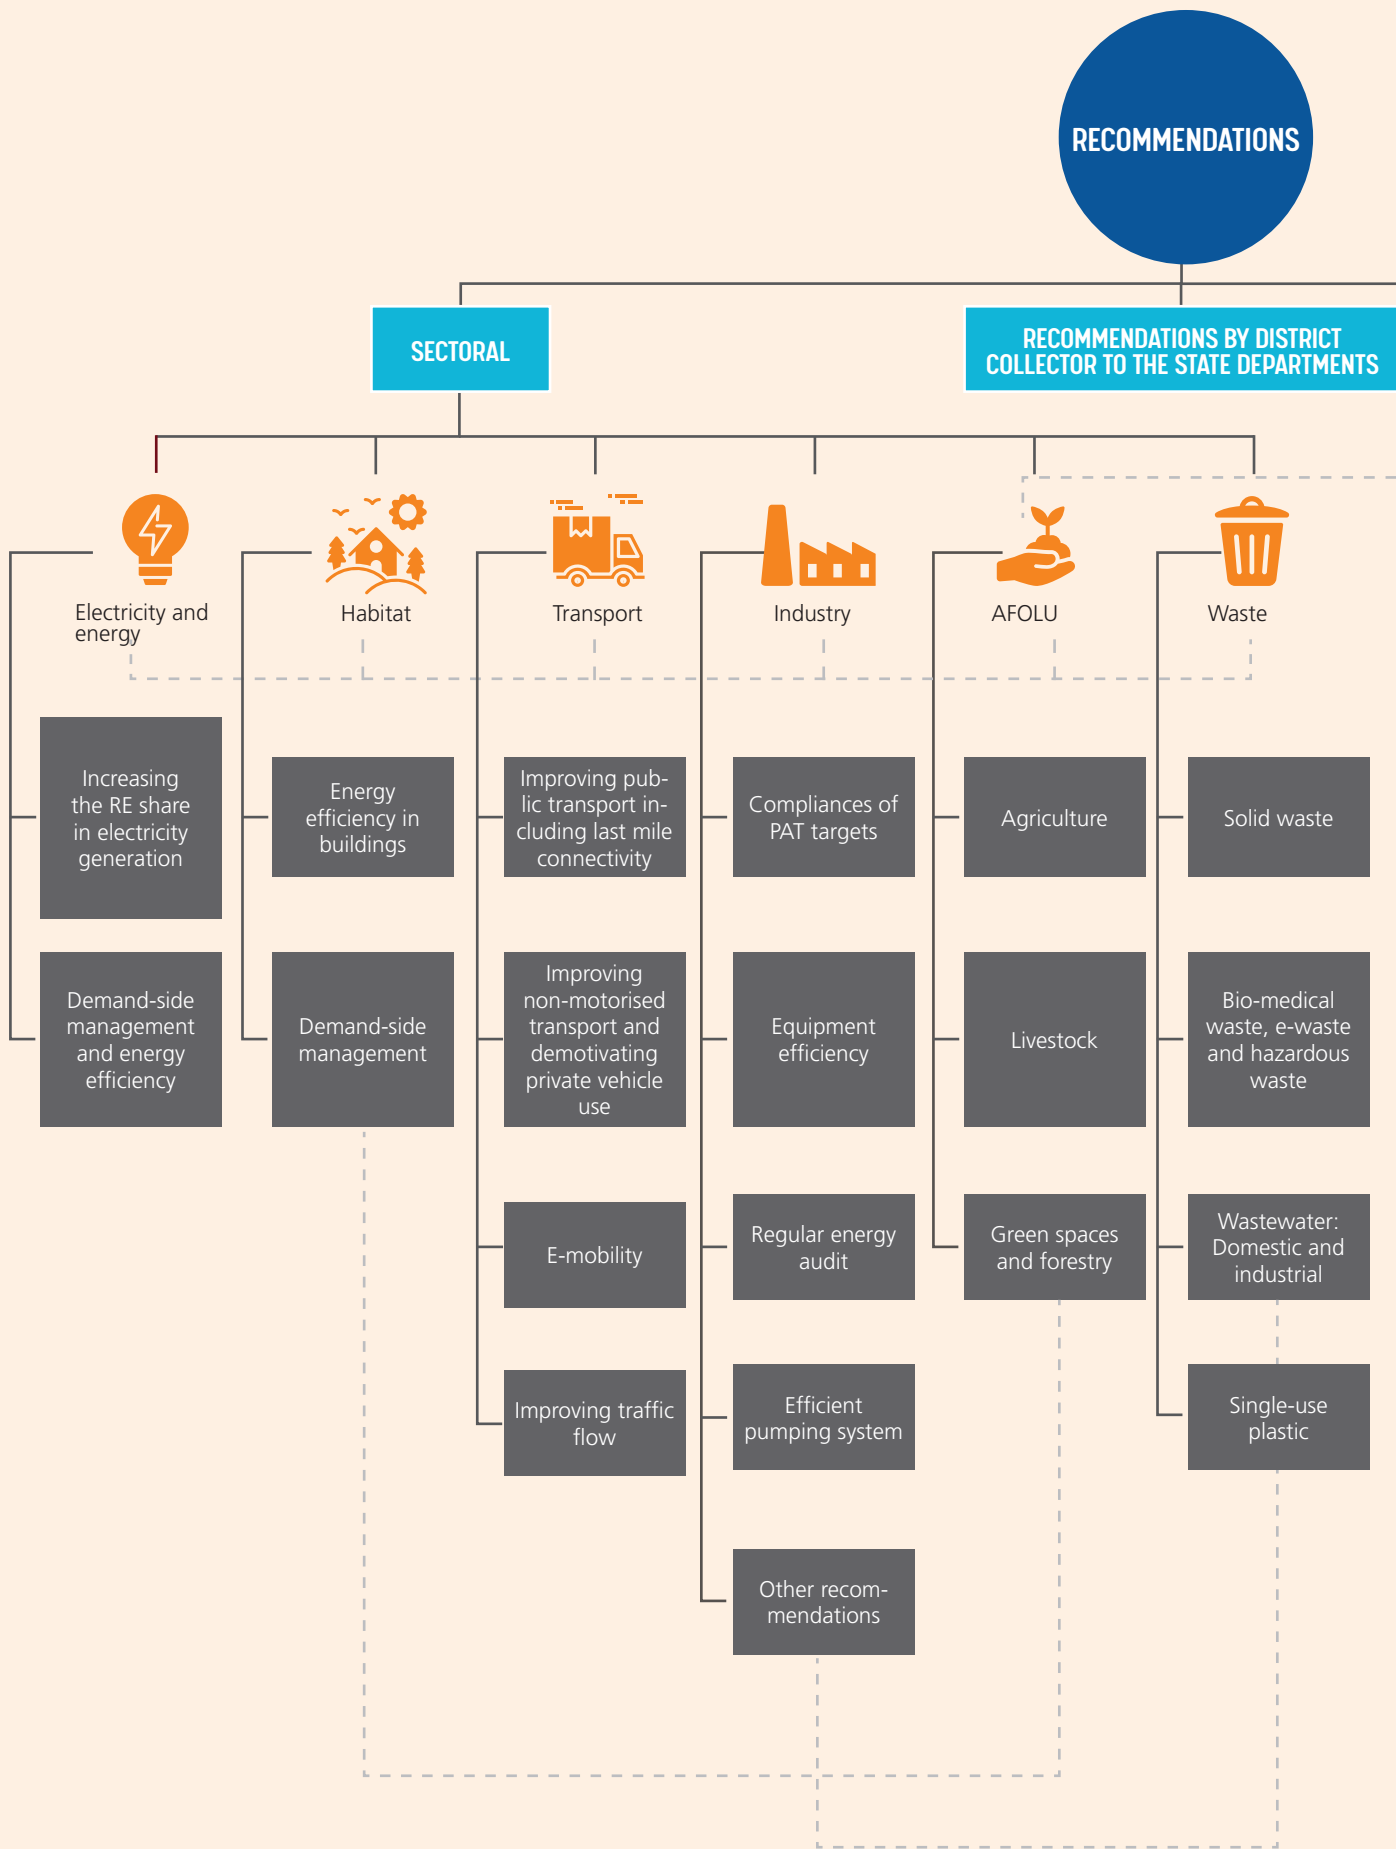 RECOMMENDATIONS
SECTORAL
RECOMMENDATIONS BY DISTRICT
COLLECTOR TO THE STATE DEPARTMENTS
Electricity and
energy
Habitat
Transport
Industry
AFOLU
Waste
Increasing
the RE share
in electricity
generation
Energy
efficiency in
buildings
Improving pub-
lic transport in-
cluding last mile
connectivity
Compliances of
PAT targets
Agriculture
Solid waste
Demand-side
management
and energy
efficiency
Demand-side
management
Improving
non-motorised
transport and
demotivating
private vehicle
use
Equipment
efficiency
Livestock
Bio-medical
waste, e-waste
and hazardous
waste
E-mobility
Regular energy
audit
Green spaces
and forestry
Wastewater:
Domestic and
industrial
Improving traffic
flow
Efficient
pumping system
Single-use
plastic
Other recom-
mendations